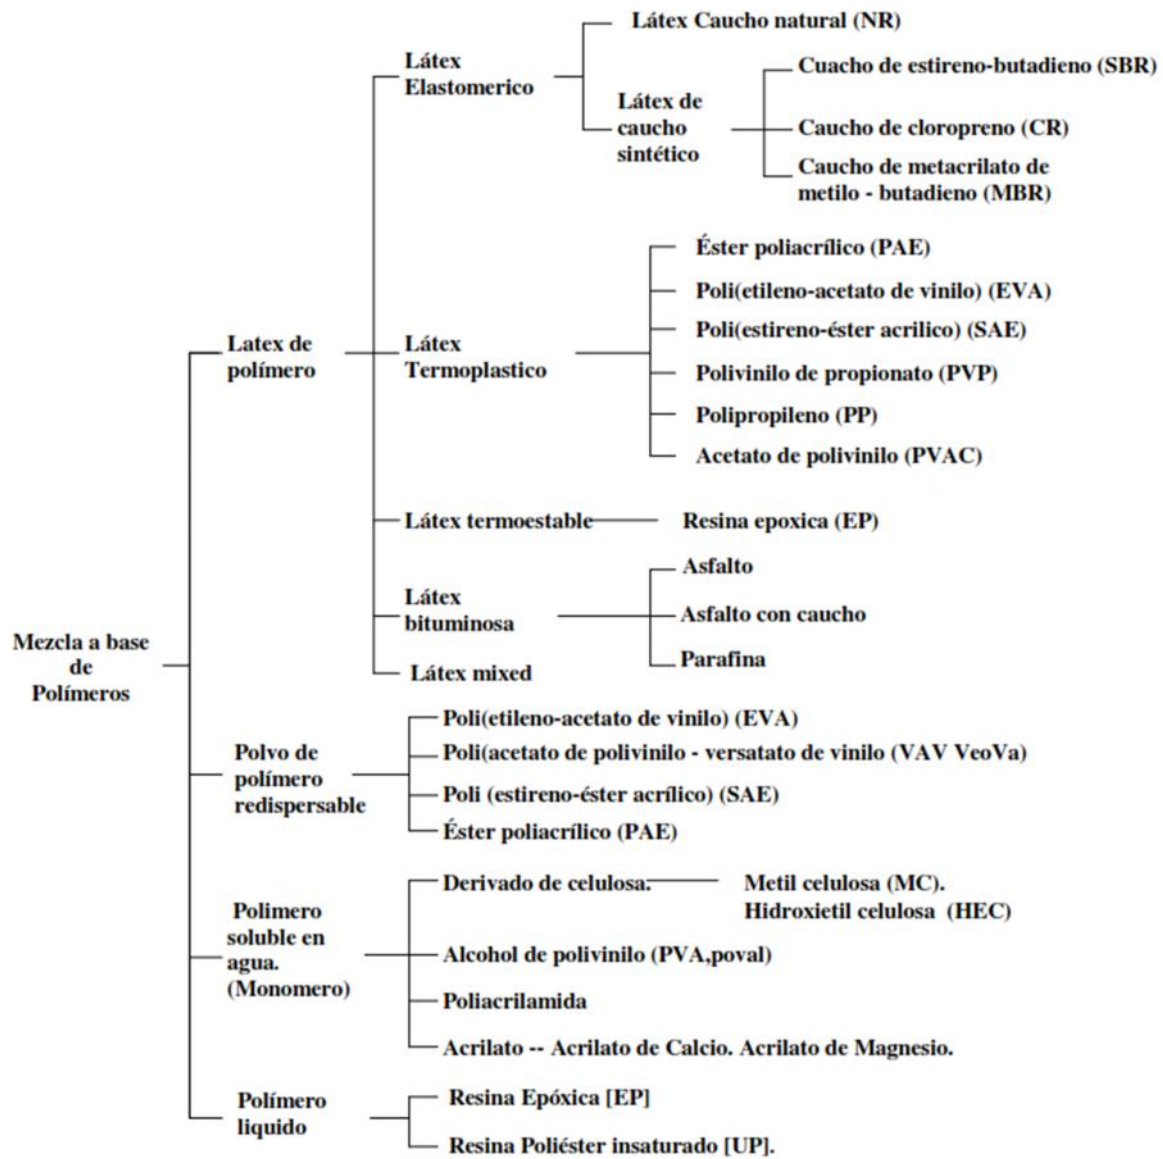 Látex Caucho natural (NR)
Látex
Elastomerico
Cuacho de estireno-butadieno (SBR)
Látex de
caucho
sintético
Caucho de cloropreno (CR)
Caucho de metacrilato de
metilo - butadieno (MBR)
Éster poliacrílico (PAE)
Poli(etileno-acetato de vinilo) (EVA)
Poli(estireno-éster acrilico) (SAE)
Latex de
polímero
Látex
Termoplastico
Polivinilo de propionato (PVP)
Polipropileno (PP)
Acetato de polivinilo (PVAC)
Látex termoestable
Resina epoxica (EP)
Látex
bituminosa
Asfalto
Asfalto con caucho
Parafina
Mezcla a base
de
Polímeros
Látex mixed
Polvo de
polímero
redispersable
Poli(etileno-acetato de vinilo) (EVA)
Poli(acetato de polivinilo - versatato de vinilo (VAV VeoVa)
Poli (estireno-éster acrílico) (SAE)
Éster poliacrílico (PAE)
Polimero
soluble en
agua.
(Monomero)
Derivado de celulosa.
Metil celulosa (MC).
Hidroxietil celulosa (HEC)
Alcohol de polivinilo (PVA,poval)
Poliacrilamida
Acrilato -- Acrilato de Calcio. Acrilato de Magnesio.
Polímero
liquido
Resina Epóxica [EP]
Resina Poliéster insaturado [UP].